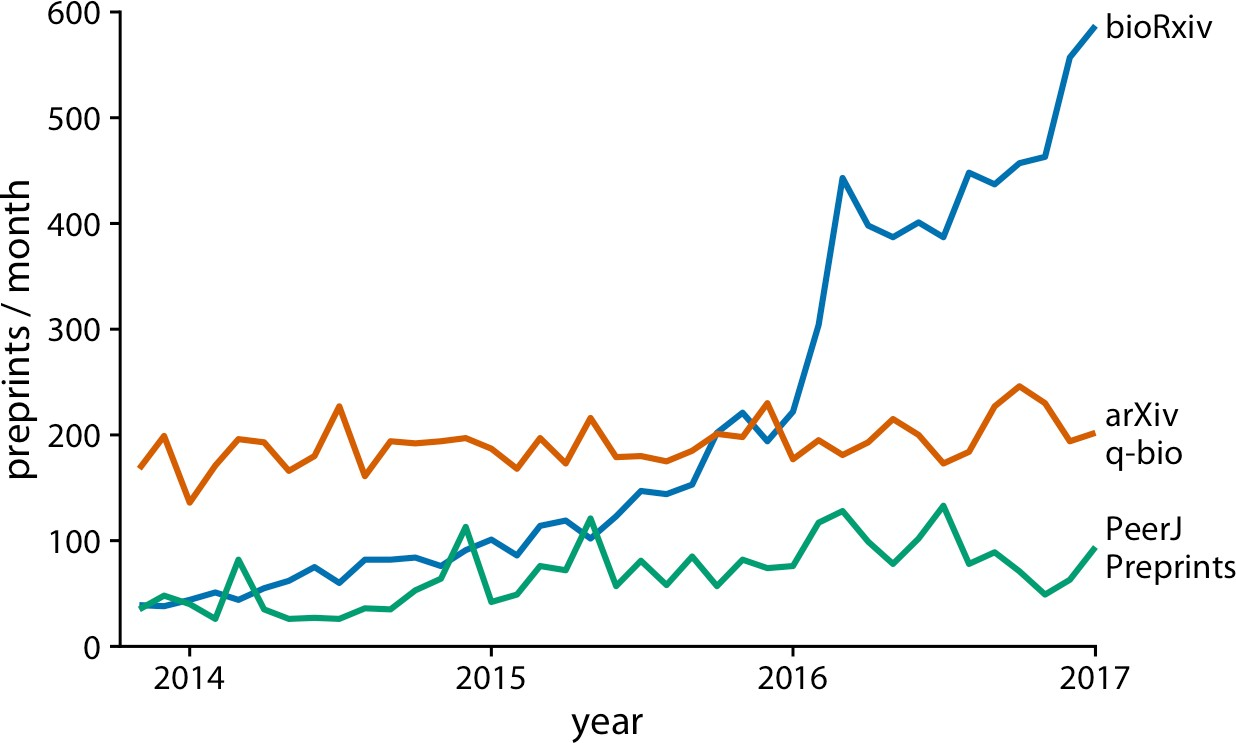 600
500
400
300
200
100
0
preprints / month
2014
2015
2016
2017
year
bioRxiv
arXiv
q-bio
PeerJ
Preprints